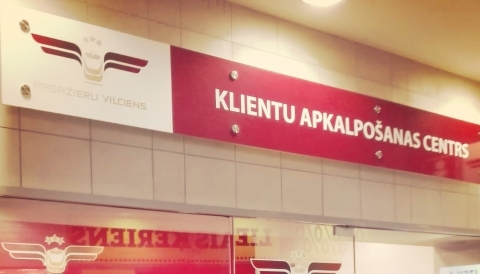 PASAŽIERU VILCIENS
KLIENTU APKALPOŠANAS CENTRS